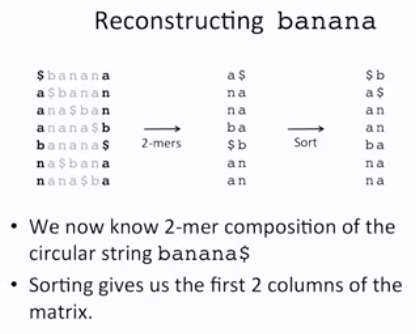 Reconstructing banana
$banana a$ $b
a$banan na a$
ana$ban na an
anana$b ba an
banana$ 2-mers $b Sort ba
na$bana an na
nana$ba an na
• We now know 2-mer composition of the
circular string banana$
• Sorting gives us the first 2 columns of the
matrix.